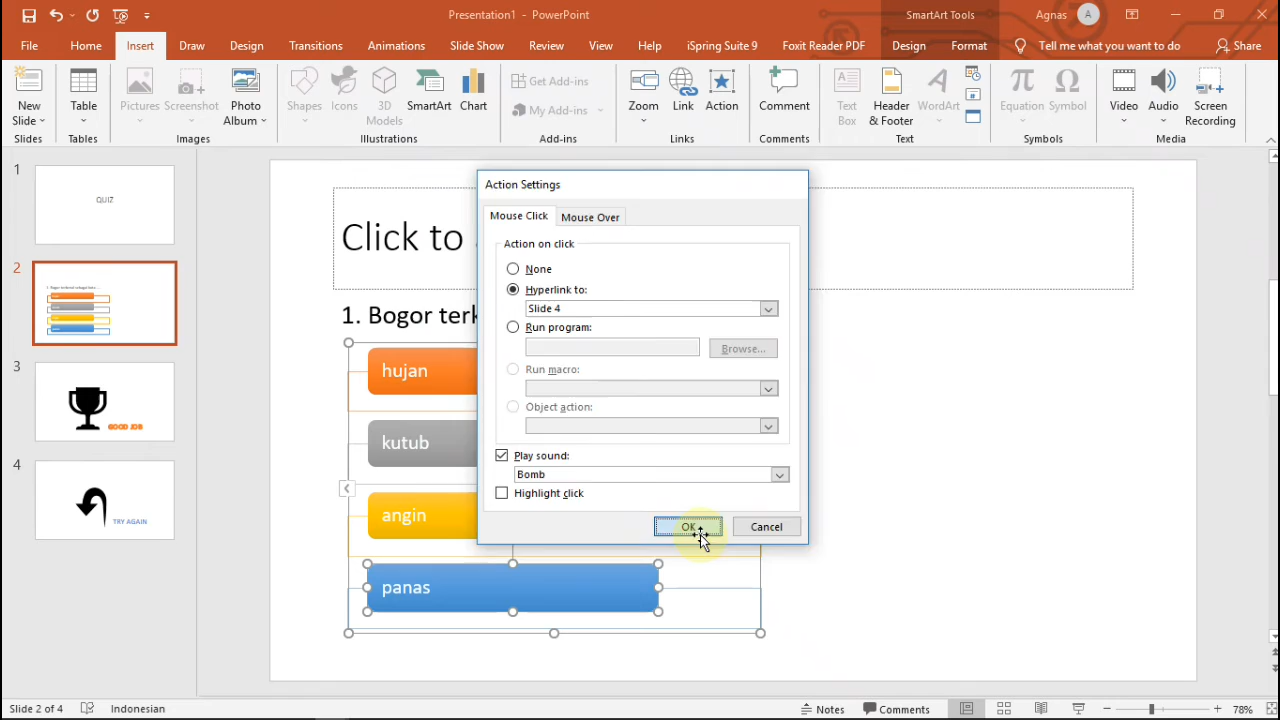 Presentation1 - PowerPoint
SmartArt Tools
Agnas
A
File
Home
Insert
Draw
Design
Transitions
Animations
Slide Show
Review
View
Help
iSpring Suite 9
Foxit Reader PDF
Design
Format
Tell me what you want to do
Share
New
Slide
Table
Pictures
Screenshot
Photo
Album
Shapes
Icons
3D
Models
SmartArt
Chart
Get Add-ins
My Add-ins
Zoom
Link
Action
Comment
Text
Box
Header
& Footer
WordArt
Equation
Symbol
Video
Audio
Screen
Recording
Slides
Tables
Images
Illustrations
Add-ins
Links
Comments
Text
Symbols
Media
1
QUIZ
2
3
GOOD JOB
4
TRY AGAIN
Click to
1. Bogor terk
hujan
kutub
angin
panas
Action Settings
Mouse Click
Mouse Over
Action on click
None
Hyperlink to:
Slide 4
Run program:
Browse...
Run macro:
Object action:
Play sound:
Bomb
Highlight click
OK
Cancel
Slide 2 of 4
Indonesian
Notes
Comments
78%